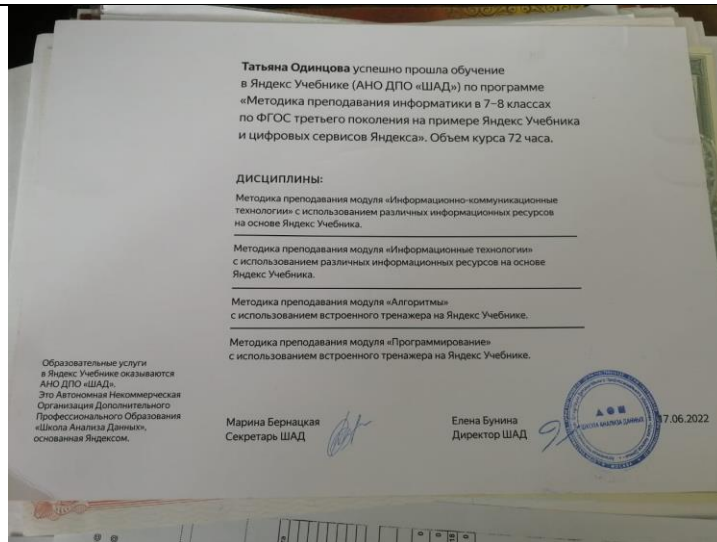 Татьяна Одинцова успешно прошла обучение
в Яндекс Учебнике (АНО ДПО «ШАД») по программе
«Методика преподавания информатики в 7–8 классах
по ФГОС третьего поколения на примере Яндекс Учебника
и цифровых сервисов Яндекса». Объем курса 72 часа.
ДИСЦИПЛИНЫ:
Методика преподавания модуля «Информационно-коммуникационные
технологии» с использованием различных информационных ресурсов
на основе Яндекс Учебника.
Методика преподавания модуля «Информационные технологии»
с использованием различных информационных ресурсов на основе
Яндекс Учебника.
Методика преподавания модуля «Алгоритмы»
с использованием встроенного тренажера на Яндекс Учебнике.
Методика преподавания модуля «Программирование»
с использованием встроенного тренажера на Яндекс Учебнике.
Образовательные услуги
в Яндекс Учебнике оказываются
АНО ДПО «ШАД».
Это Автономная Некоммерческая
Организация Дополнительного
Профессионального Образования
«Школа Анализа Данных»,
основанная Яндексом.
Марина Бернацкая
Секретарь ШАД
Елена Бунина
Директор ШАД
ШКОЛА АНАЛИЗА ДАННЫХ
17.06.2022